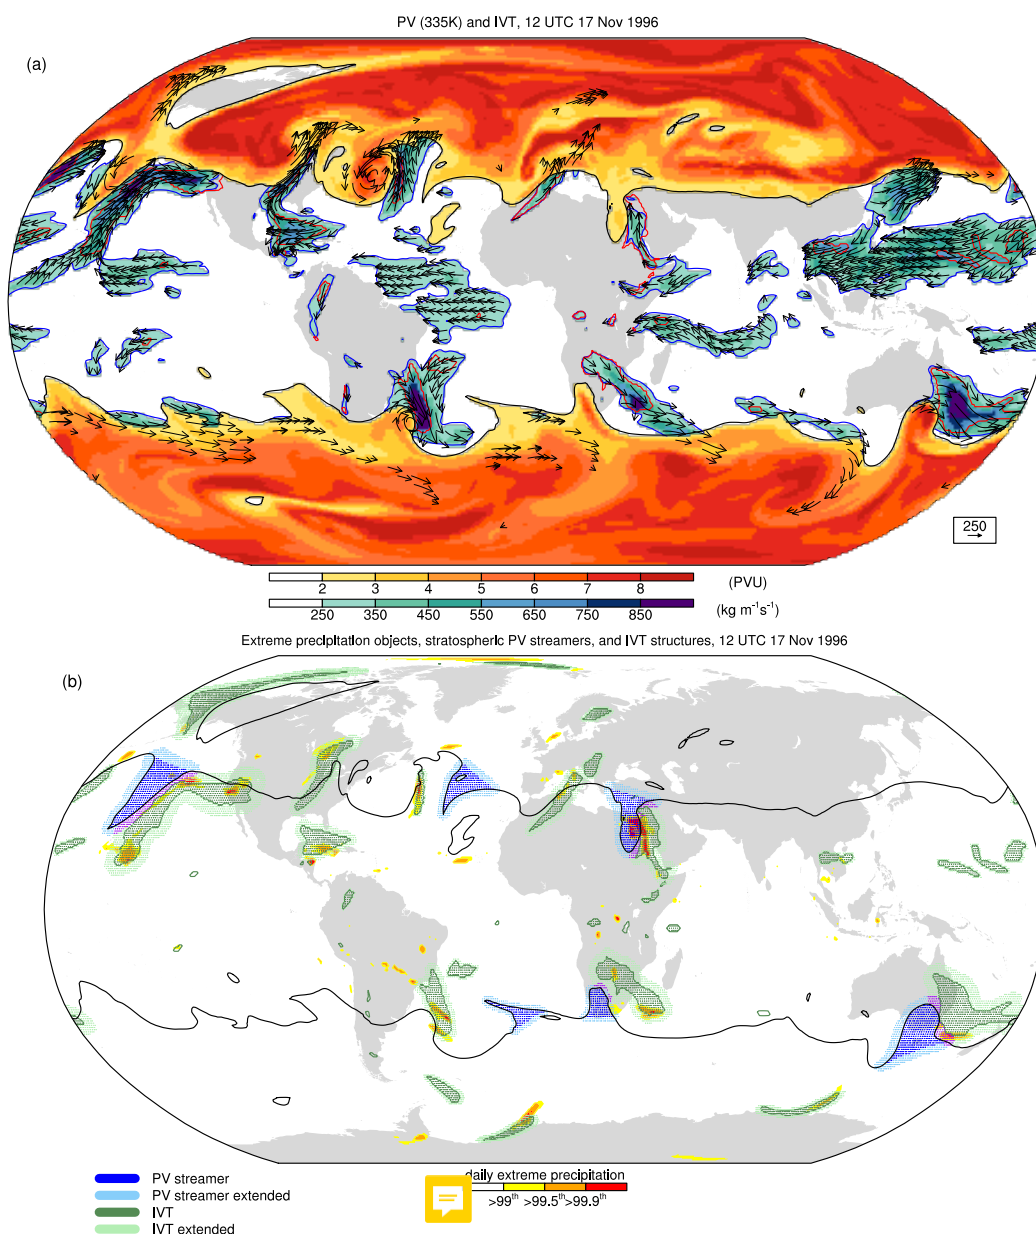 PV (335K) and IVT, 12 UTC 17 Nov 1996
(a)
250
2 3 4 5 6 7 8 (PVU)
250 350 450 550 650 750 850 (kg m⁻¹s⁻¹)
Extreme precipitation objects, stratospheric PV streamers, and IVT structures, 12 UTC 17 Nov 1996
(b)
PV streamer
PV streamer extended
IVT
IVT extended
daily extreme precipitation
>99th >99.5th >99.9th